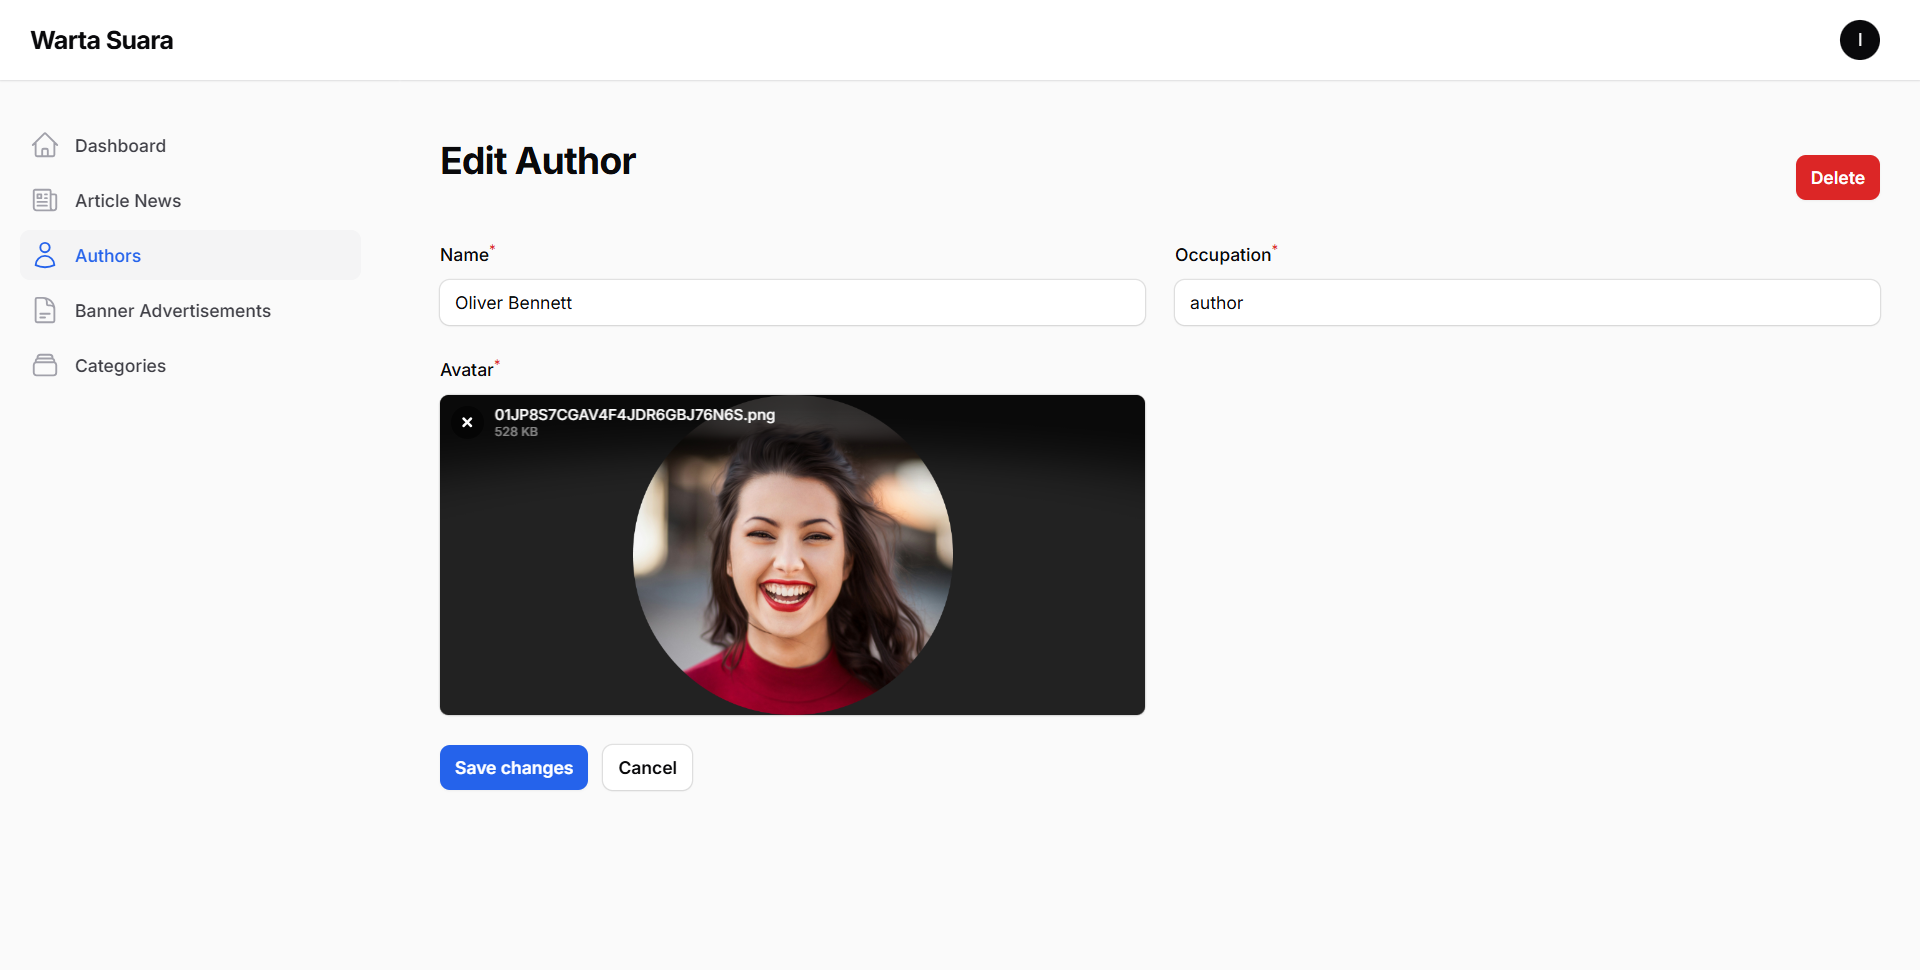 Warta Suara
I
Dashboard
Article News
Authors
Banner Advertisements
Categories
Edit Author
Delete
Name*
Oliver Bennett
Occupation*
author
Avatar*
01JP8S7CGAV4F4JDR6GBJ76N6S.png
528 KB
Save changes
Cancel